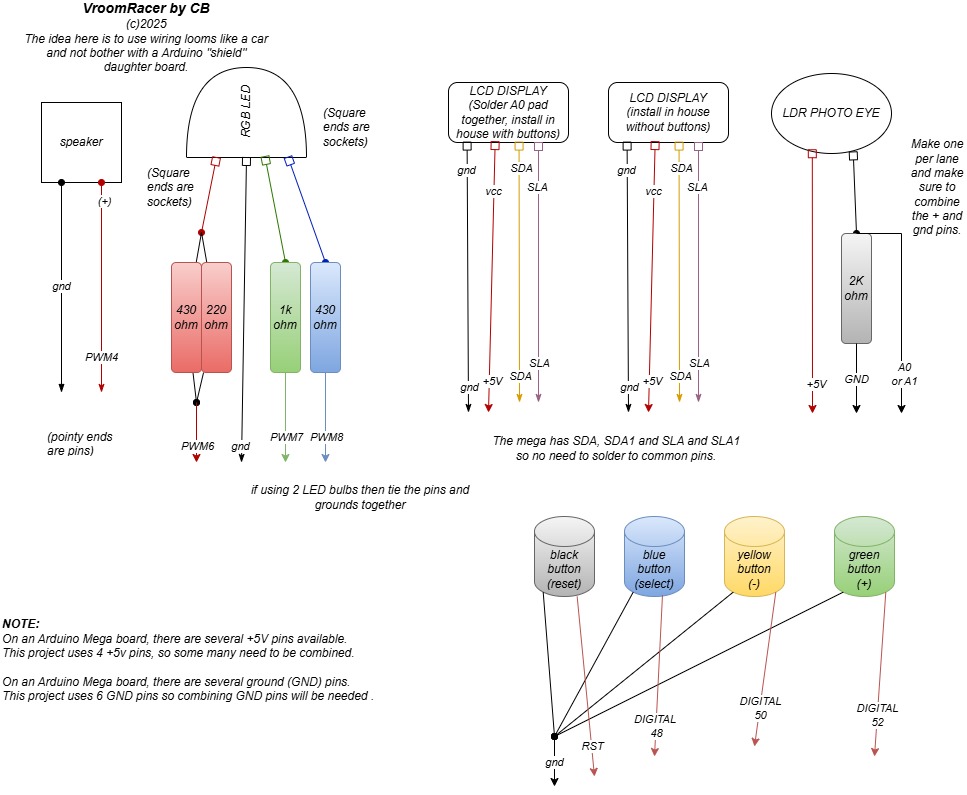 VroomRacer by CB
(c)2025
The idea here is to use wiring looms like a car
and not bother with a Arduino "shield"
daughter board.
speaker
(+)
gnd
PWM4
(pointy ends
are pins)
RGB LED
(Square
ends are
sockets)
(Square
ends are
sockets)
430
ohm
220
ohm
1k
ohm
430
ohm
PWM6
gnd
PWM7
PWM8
if using 2 LED bulbs then tie the pins and
grounds together
LCD DISPLAY
(Solder A0 pad
together, install in
house with buttons)
gnd
vcc
SDA
SLA
gnd
+5V
SDA
SLA
LCD DISPLAY
(install in house
without buttons)
gnd
vcc
SDA
SLA
gnd
+5V
SDA
SLA
The mega has SDA, SDA1 and SLA and SLA1
so no need to solder to common pins.
LDR PHOTO EYE
Make one
per lane
and make
sure to
combine
the + and
gnd pins.
2K
ohm
+5V
GND
A0
or A1
black
button
(reset)
blue
button
(select)
yellow
button
(-)
green
button
(+)
gnd
RST
DIGITAL
48
DIGITAL
50
DIGITAL
52
NOTE:
On an Arduino Mega board, there are several +5V pins available.
This project uses 4 +5v pins, so some many need to be combined.
On an Arduino Mega board, there are several ground (GND) pins.
This project uses 6 GND pins so combining GND pins will be needed .